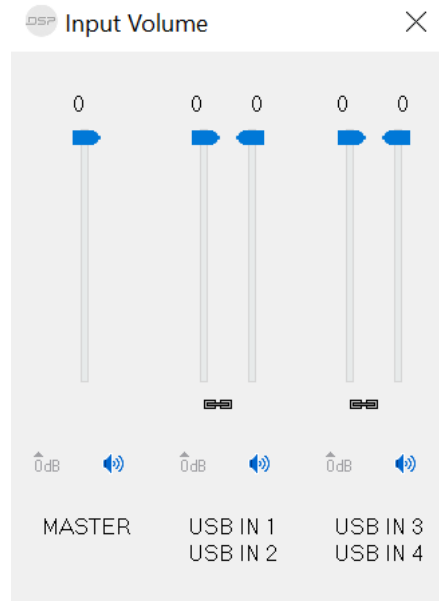 DSP Input Volume
0 0 0 0 0
0dB 0dB 0dB
MASTER USB IN 1 USB IN 3
USB IN 2 USB IN 4